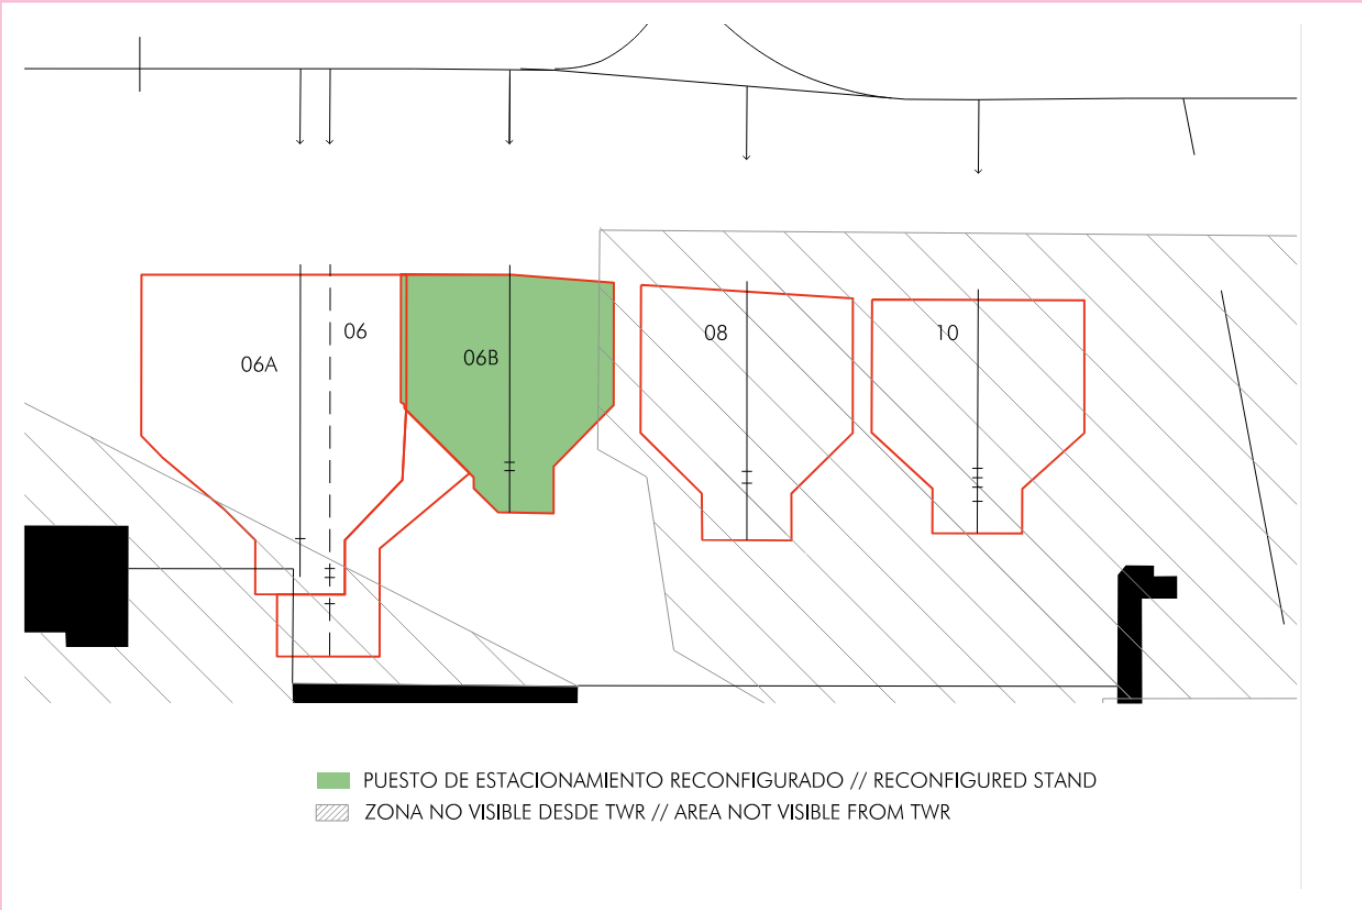 06
06A
06B
08
10
PUESTO DE ESTACIONAMIENTO RECONFIGURADO // RECONFIGURED STAND
ZONA NO VISIBLE DESDE TWR // AREA NOT VISIBLE FROM TWR